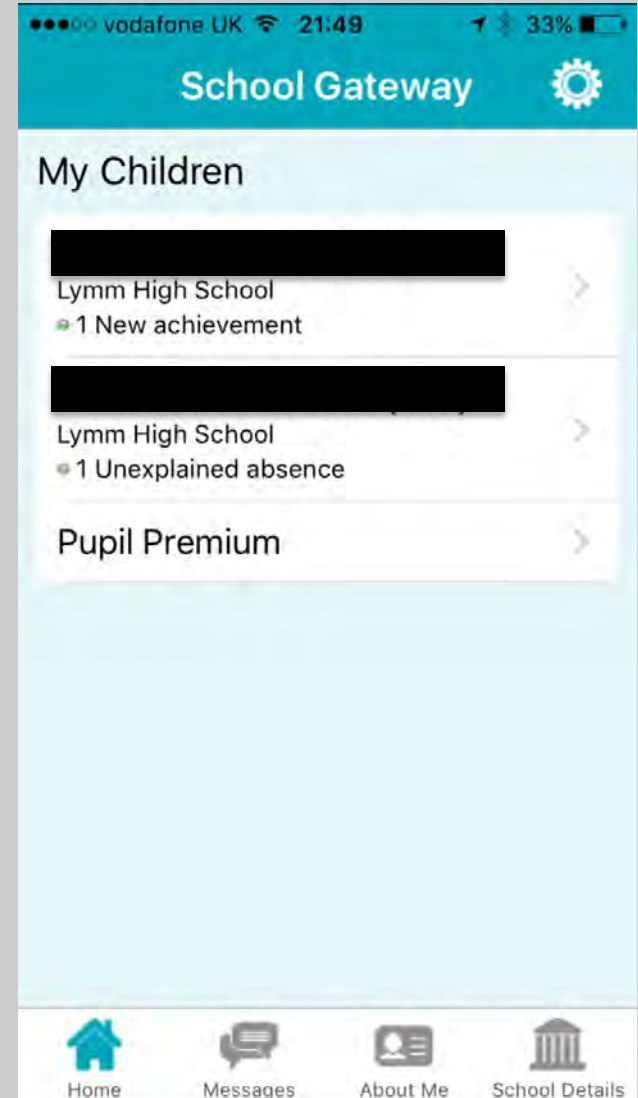 vodafone UK 21:49 33%
School Gateway
My Children
Lymm High School
1 New achievement
Lymm High School
1 Unexplained absence
Pupil Premium
Home Messages About Me School Details